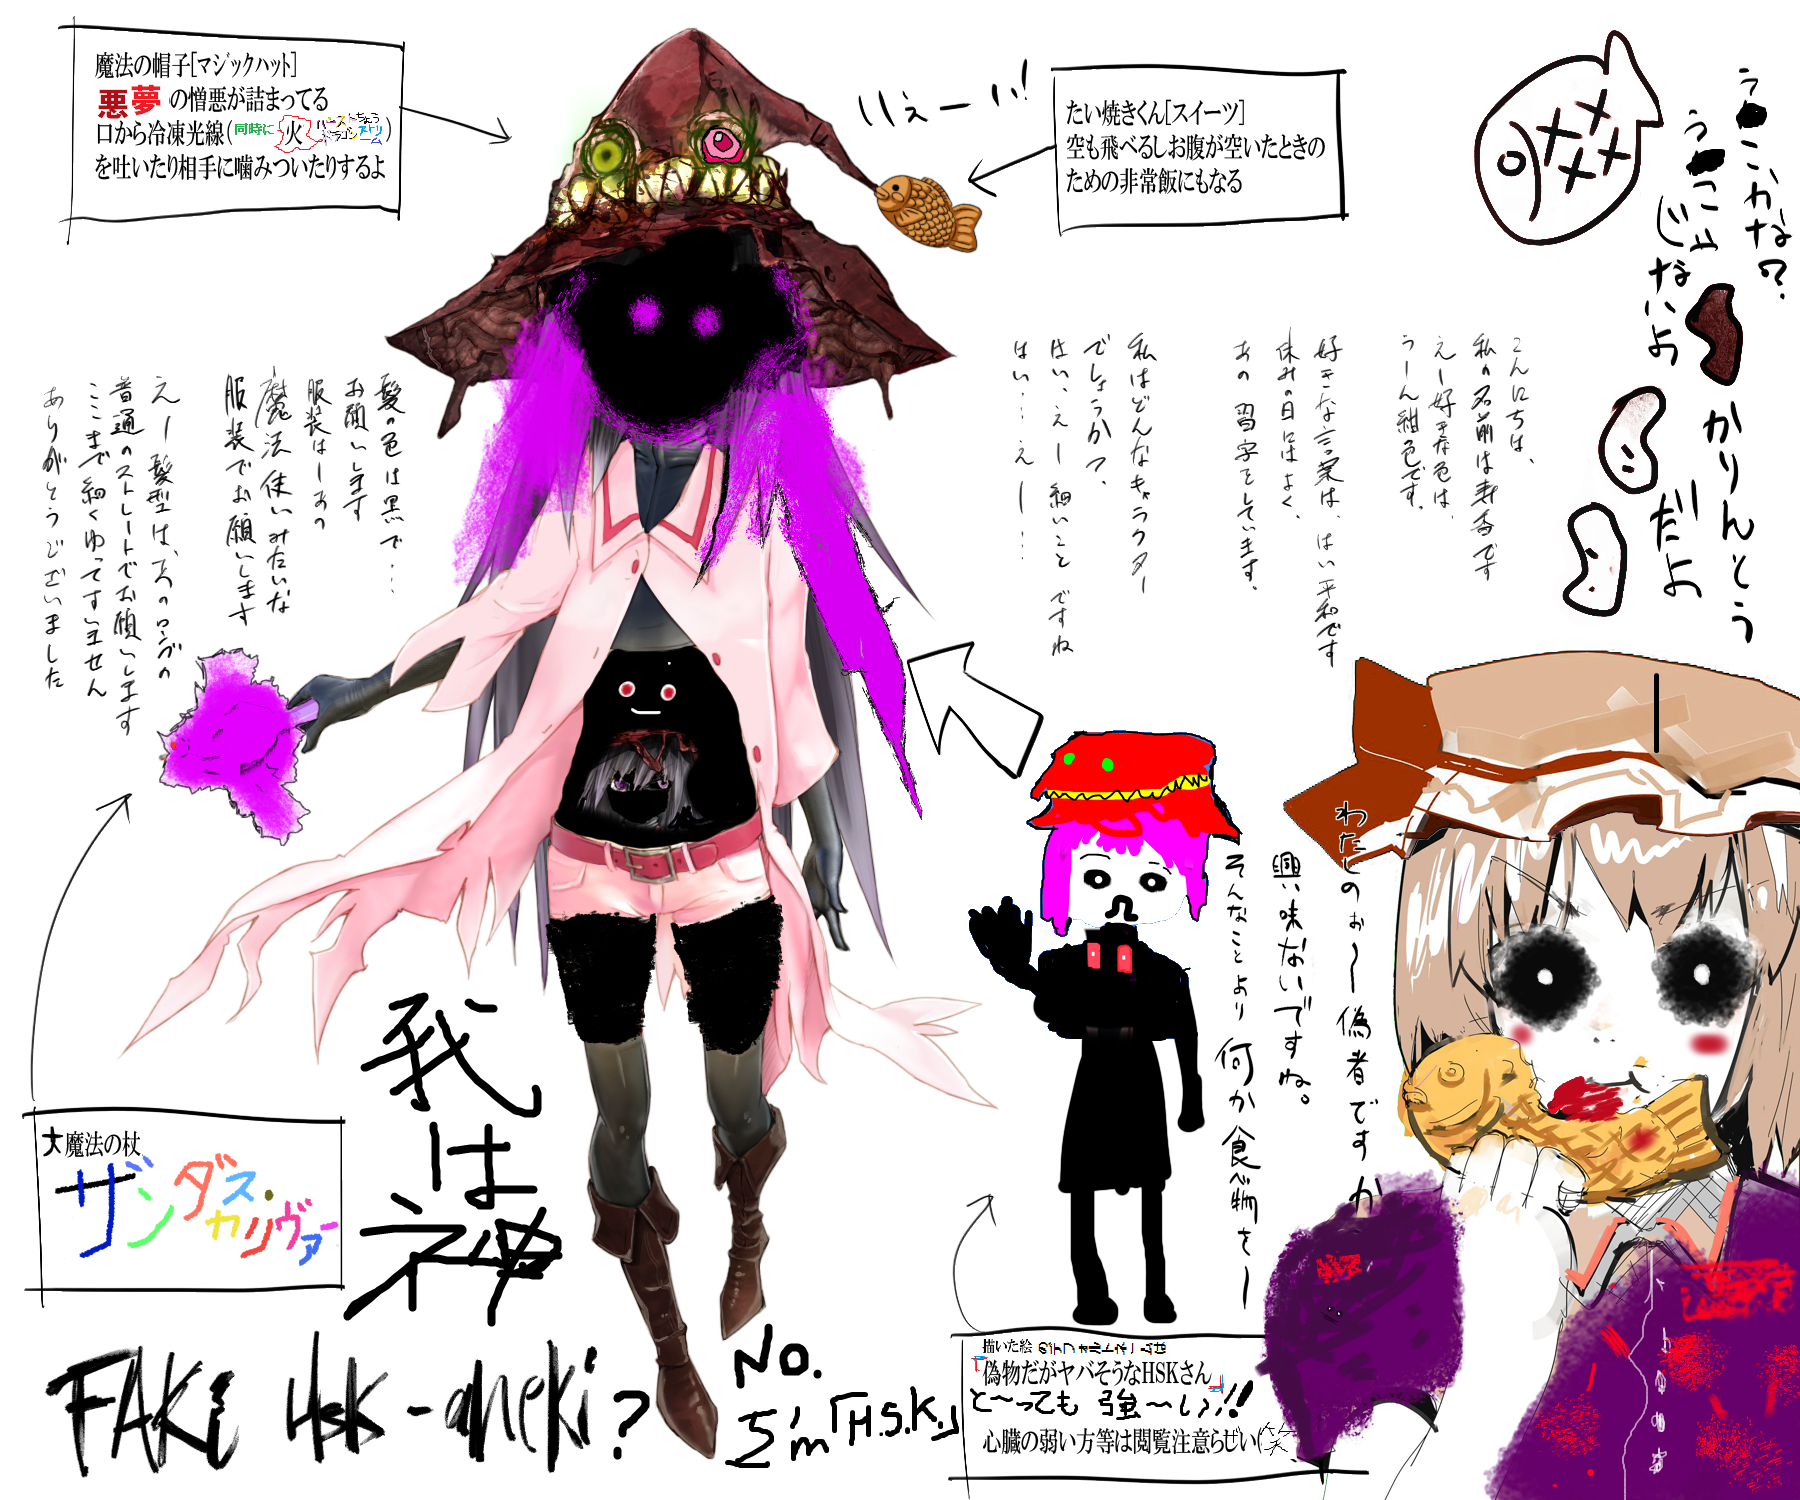 魔法の帽子[マジックハット]
悪夢の憎悪が詰まってる
口から冷凍光線(同時に火
を吐いたり相手に噛みついたりするよ
いえーい!
たい焼きくん[スイーツ]
空も飛べるしお腹が空いたときの
ための非常飯にもなる
かな?
じゃないよ
かりんとう
だよ
こんにちは、
私の名前は寿香です
えー好きな色は、
うーん紺色です。
好きな言葉は、はい平和です
休みの日にはよく、
あの習字をしています。
私はどんなキャラクター
でしょうか?、
はい、えー細いことですね
はい…えー…
髪の色は黒で…
お願いします
服装はーあの
魔法使いみたいな
服装でお願いします
えー髪型は、あのロングの
普通のストレートでお願いします
ここまで細くゆってすいません
ありがとうございました
わたしのぉ〜偽者ですか
興味ないですね。
そんなことより何か食べ物を〜
大魔法の杖
ザンダス・
カリヴァー
我は神
FAKE HSK-aneki?
No.
I'm「H.S.K.」
描いた絵のデフォルトネームは
「偽物だがヤバそうなHSKさん」
と〜っても強〜い!!
心臓の弱い方等は閲覧注意らぜい(笑